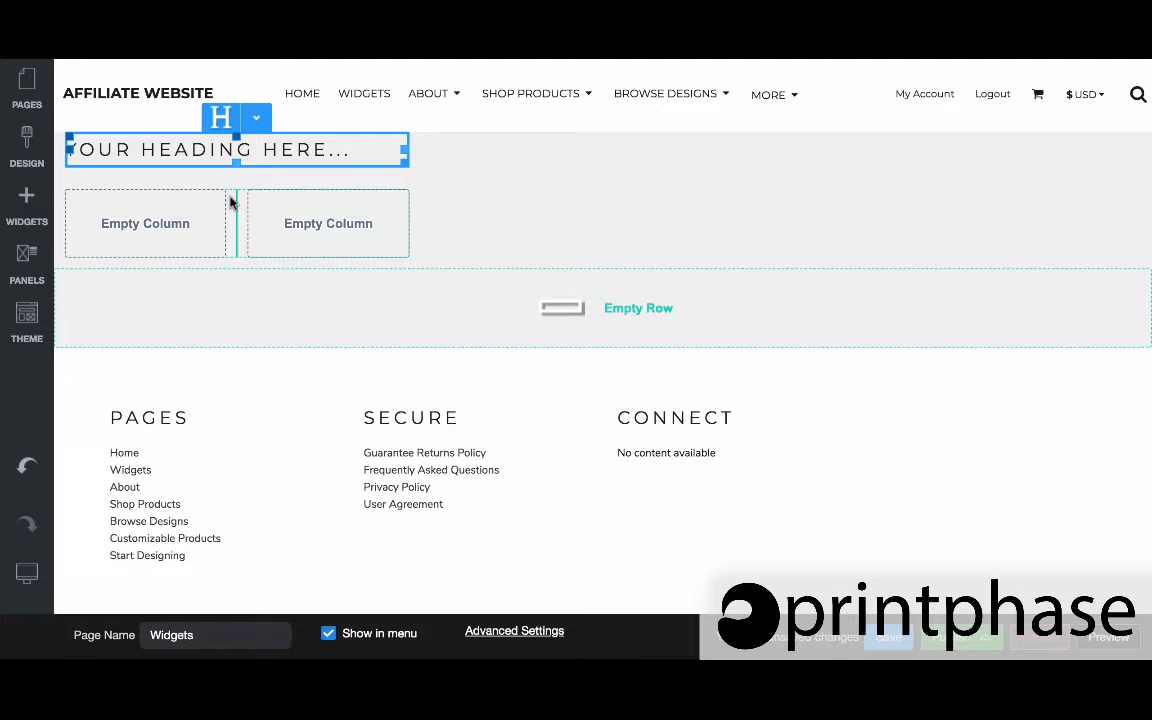 PAGES
DESIGN
WIDGETS
PANELS
THEME
AFFILIATE WEBSITE
HOME WIDGETS ABOUT SHOP PRODUCTS BROWSE DESIGNS MORE My Account Logout $ USD
H
YOUR HEADING HERE...
Empty Column Empty Column
Empty Row
PAGES
Home
Widgets
About
Shop Products
Browse Designs
Customizable Products
Start Designing
SECURE
Guarantee Returns Policy
Frequently Asked Questions
Privacy Policy
User Agreement
CONNECT
No content available
Page Name Widgets Show in menu Advanced Settings changes Save Preview
printphase